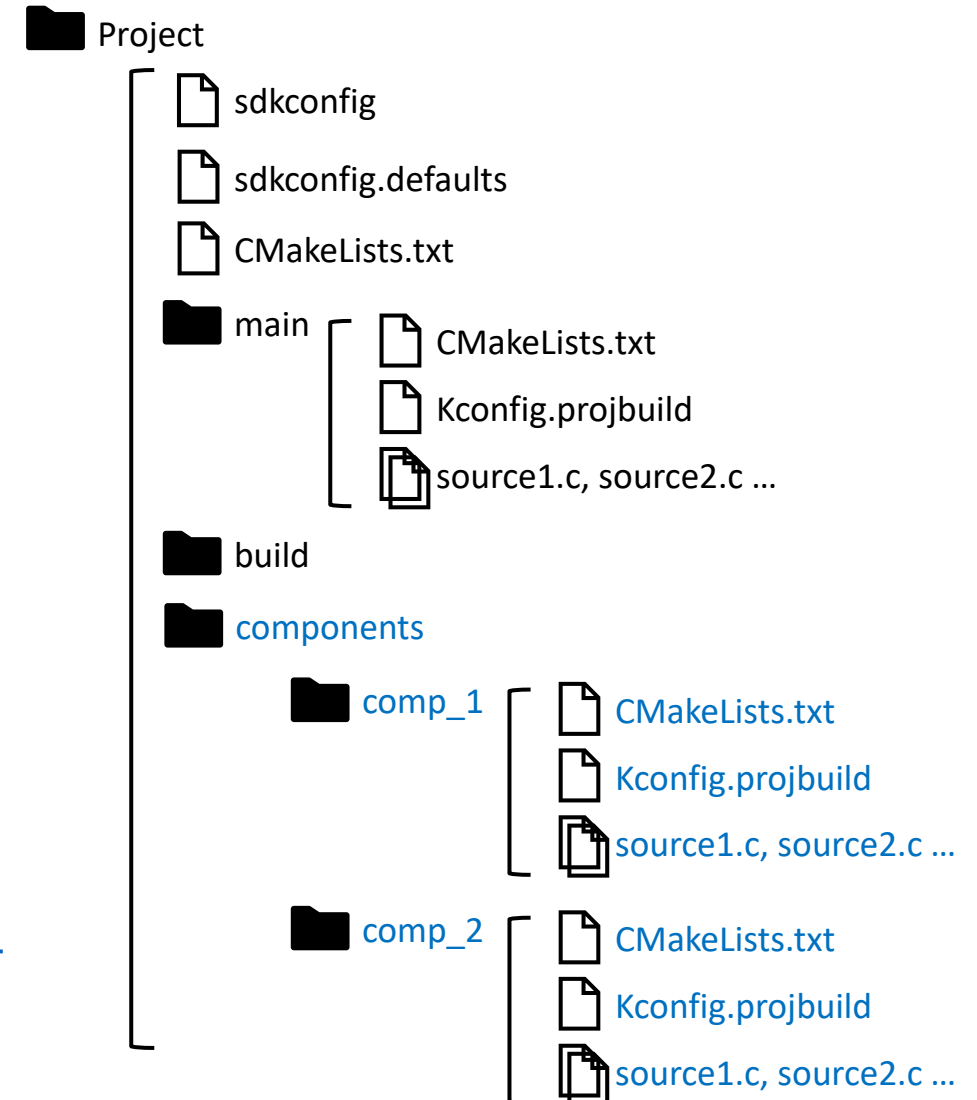 Project
sdkconfig
sdkconfig.defaults
CMakeLists.txt
main
CMakeLists.txt
Kconfig.projbuild
source1.c, source2.c …
build
components
comp_1
CMakeLists.txt
Kconfig.projbuild
source1.c, source2.c …
comp_2
CMakeLists.txt
Kconfig.projbuild
source1.c, source2.c …